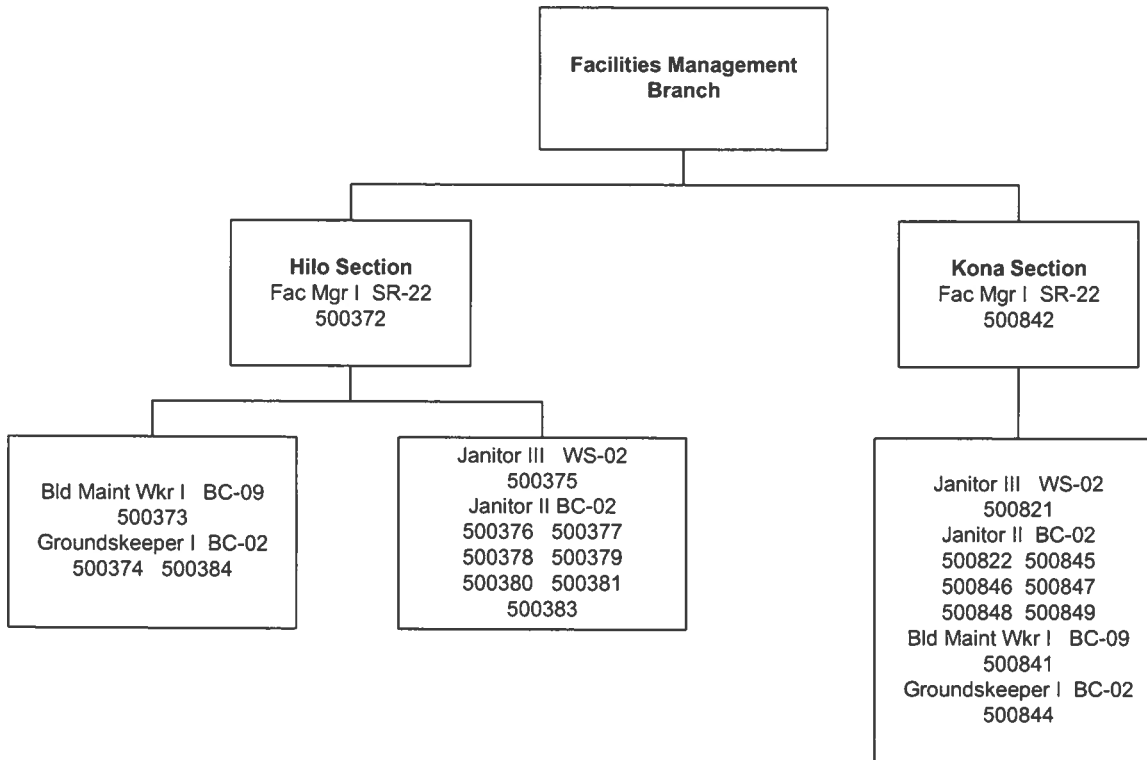 Facilities Management
Branch
Hilo Section
Fac Mgr I SR-22
500372
Kona Section
Fac Mgr I SR-22
500842
Bld Maint Wkr I BC-09
500373
Groundskeeper I BC-02
500374 500384
Janitor III WS-02
500375
Janitor II BC-02
500376 500377
500378 500379
500380 500381
500383
Janitor III WS-02
500821
Janitor II BC-02
500822 500845
500846 500847
500848 500849
Bld Maint Wkr I BC-09
500841
Groundskeeper I BC-02
500844